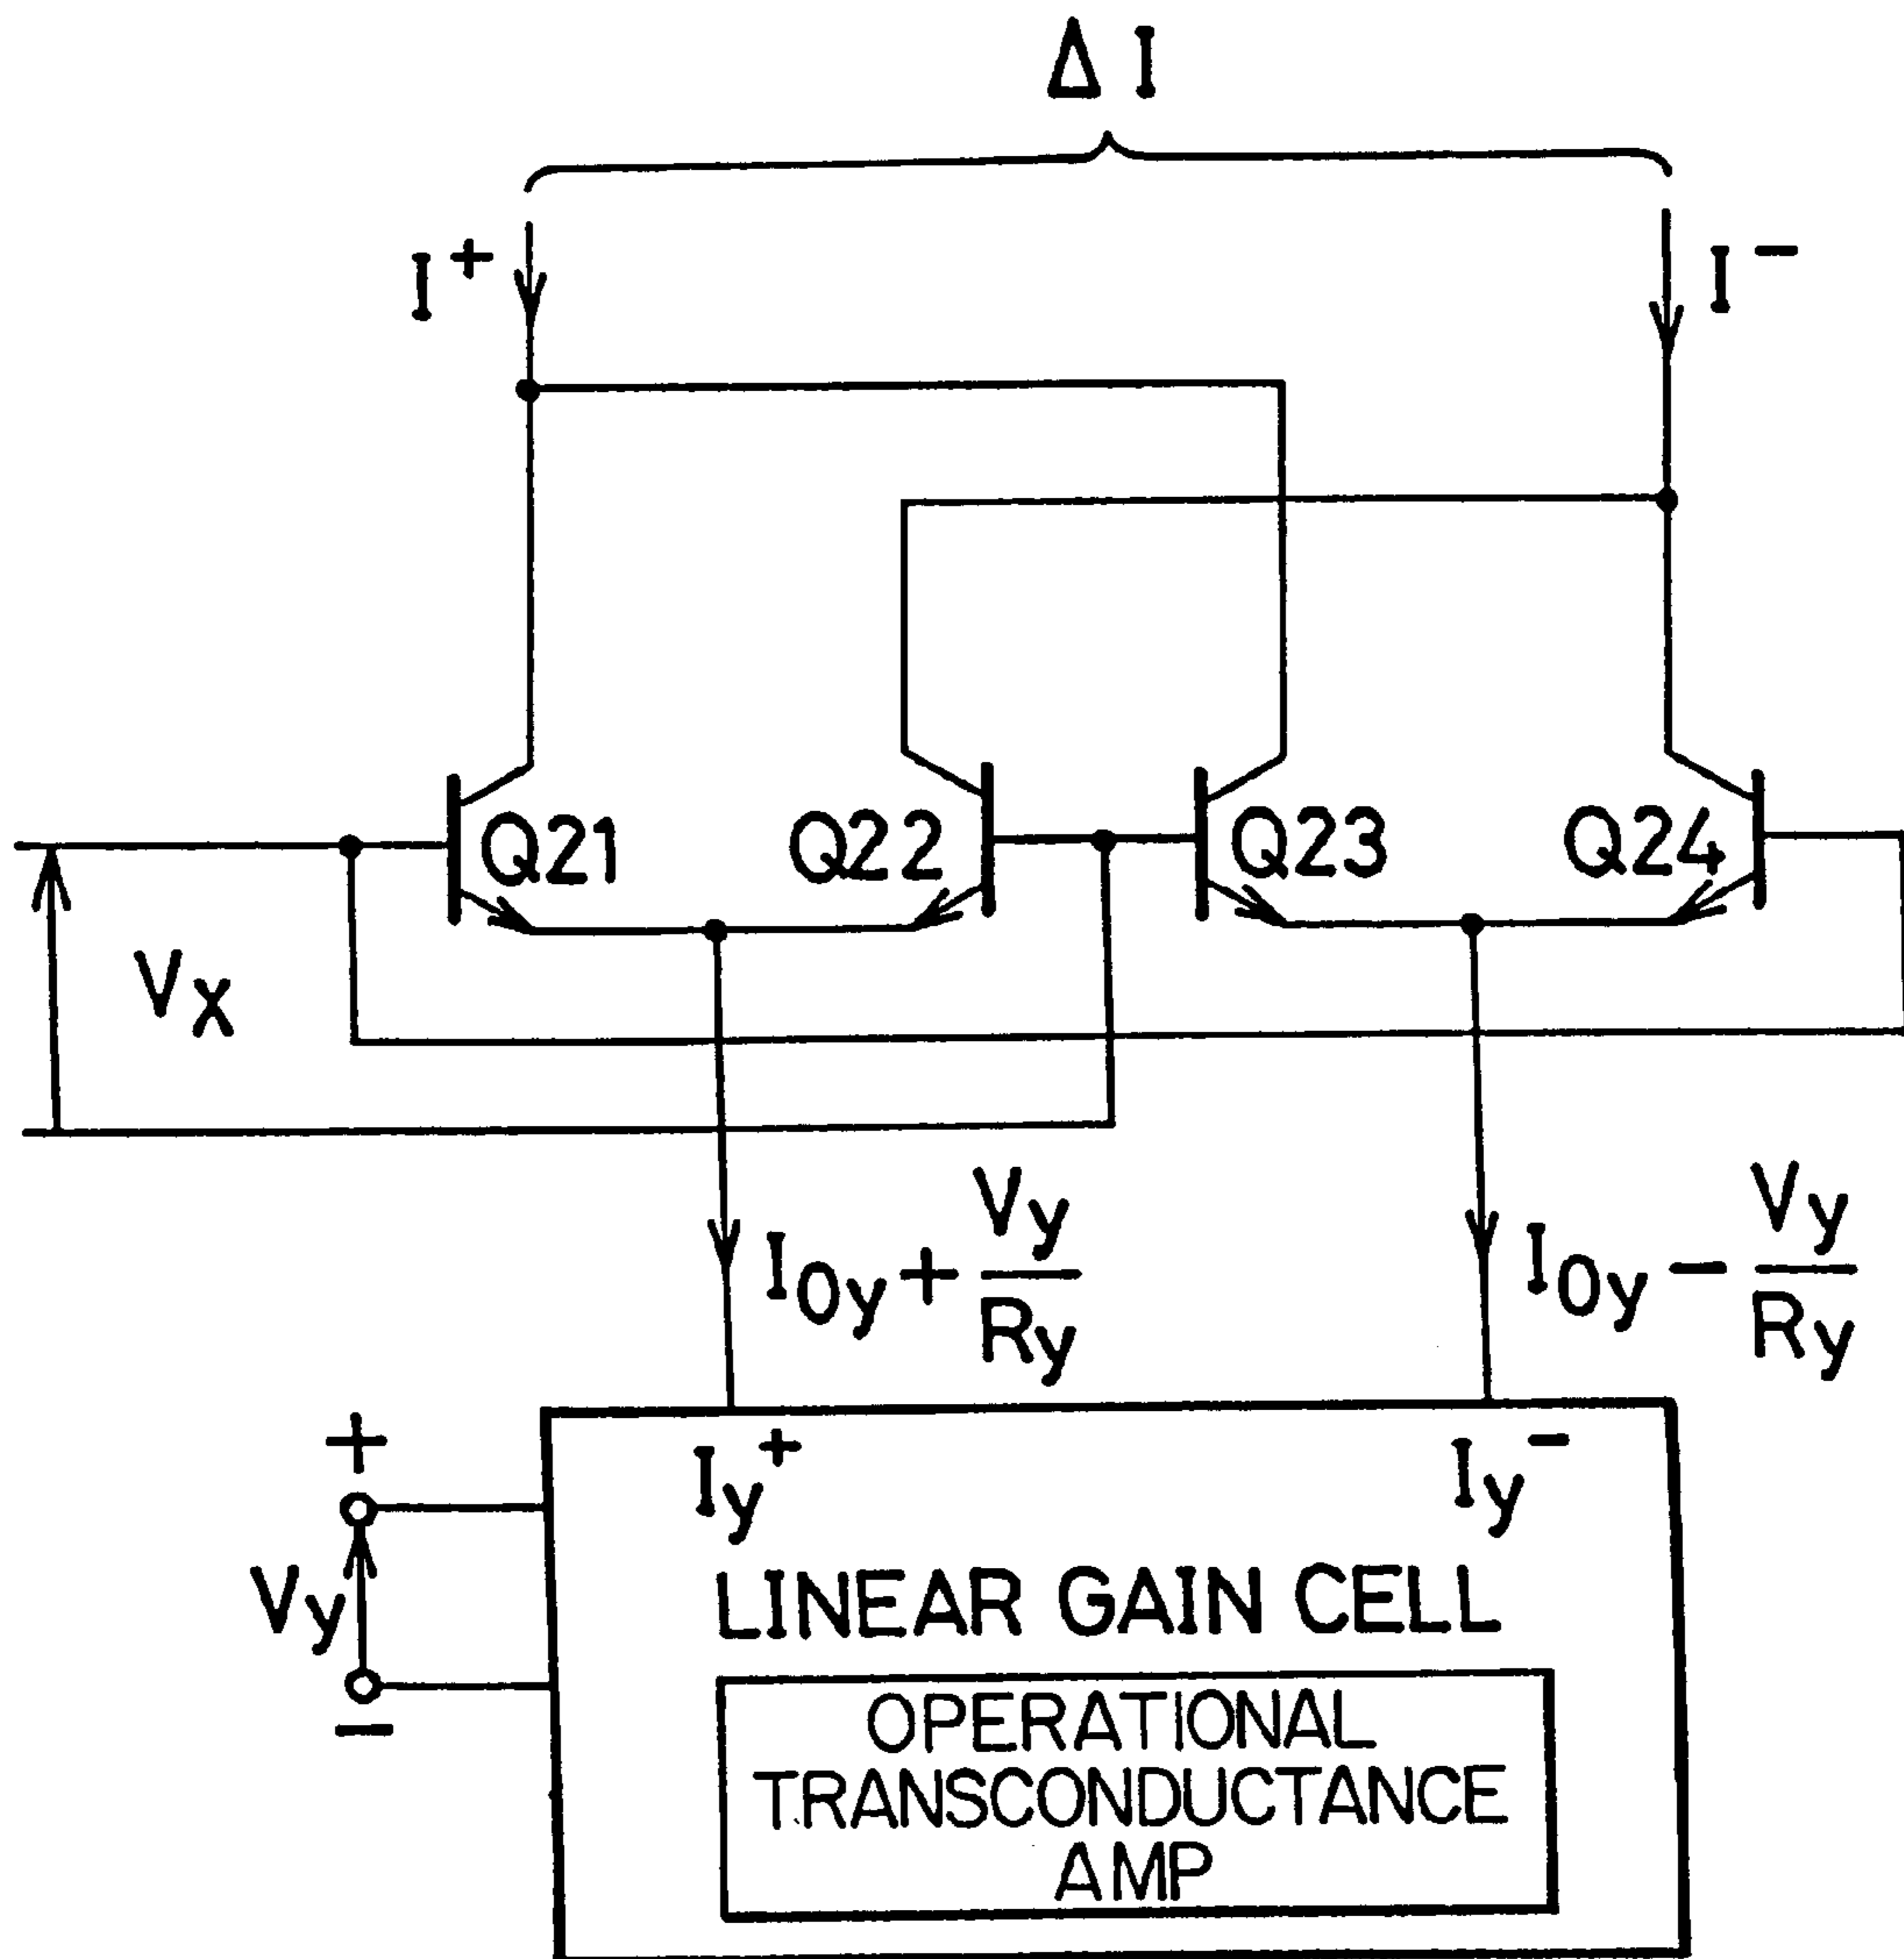 Δ I
I⁺
I⁻
Q21
Q22
Q23
Q24
Vx
I0y + Vy/Ry
I0y − Vy/Ry
+
Iy⁺
Iy⁻
Vy
LINEAR GAIN CELL
−
OPERATIONAL
TRANSCONDUCTANCE
AMP